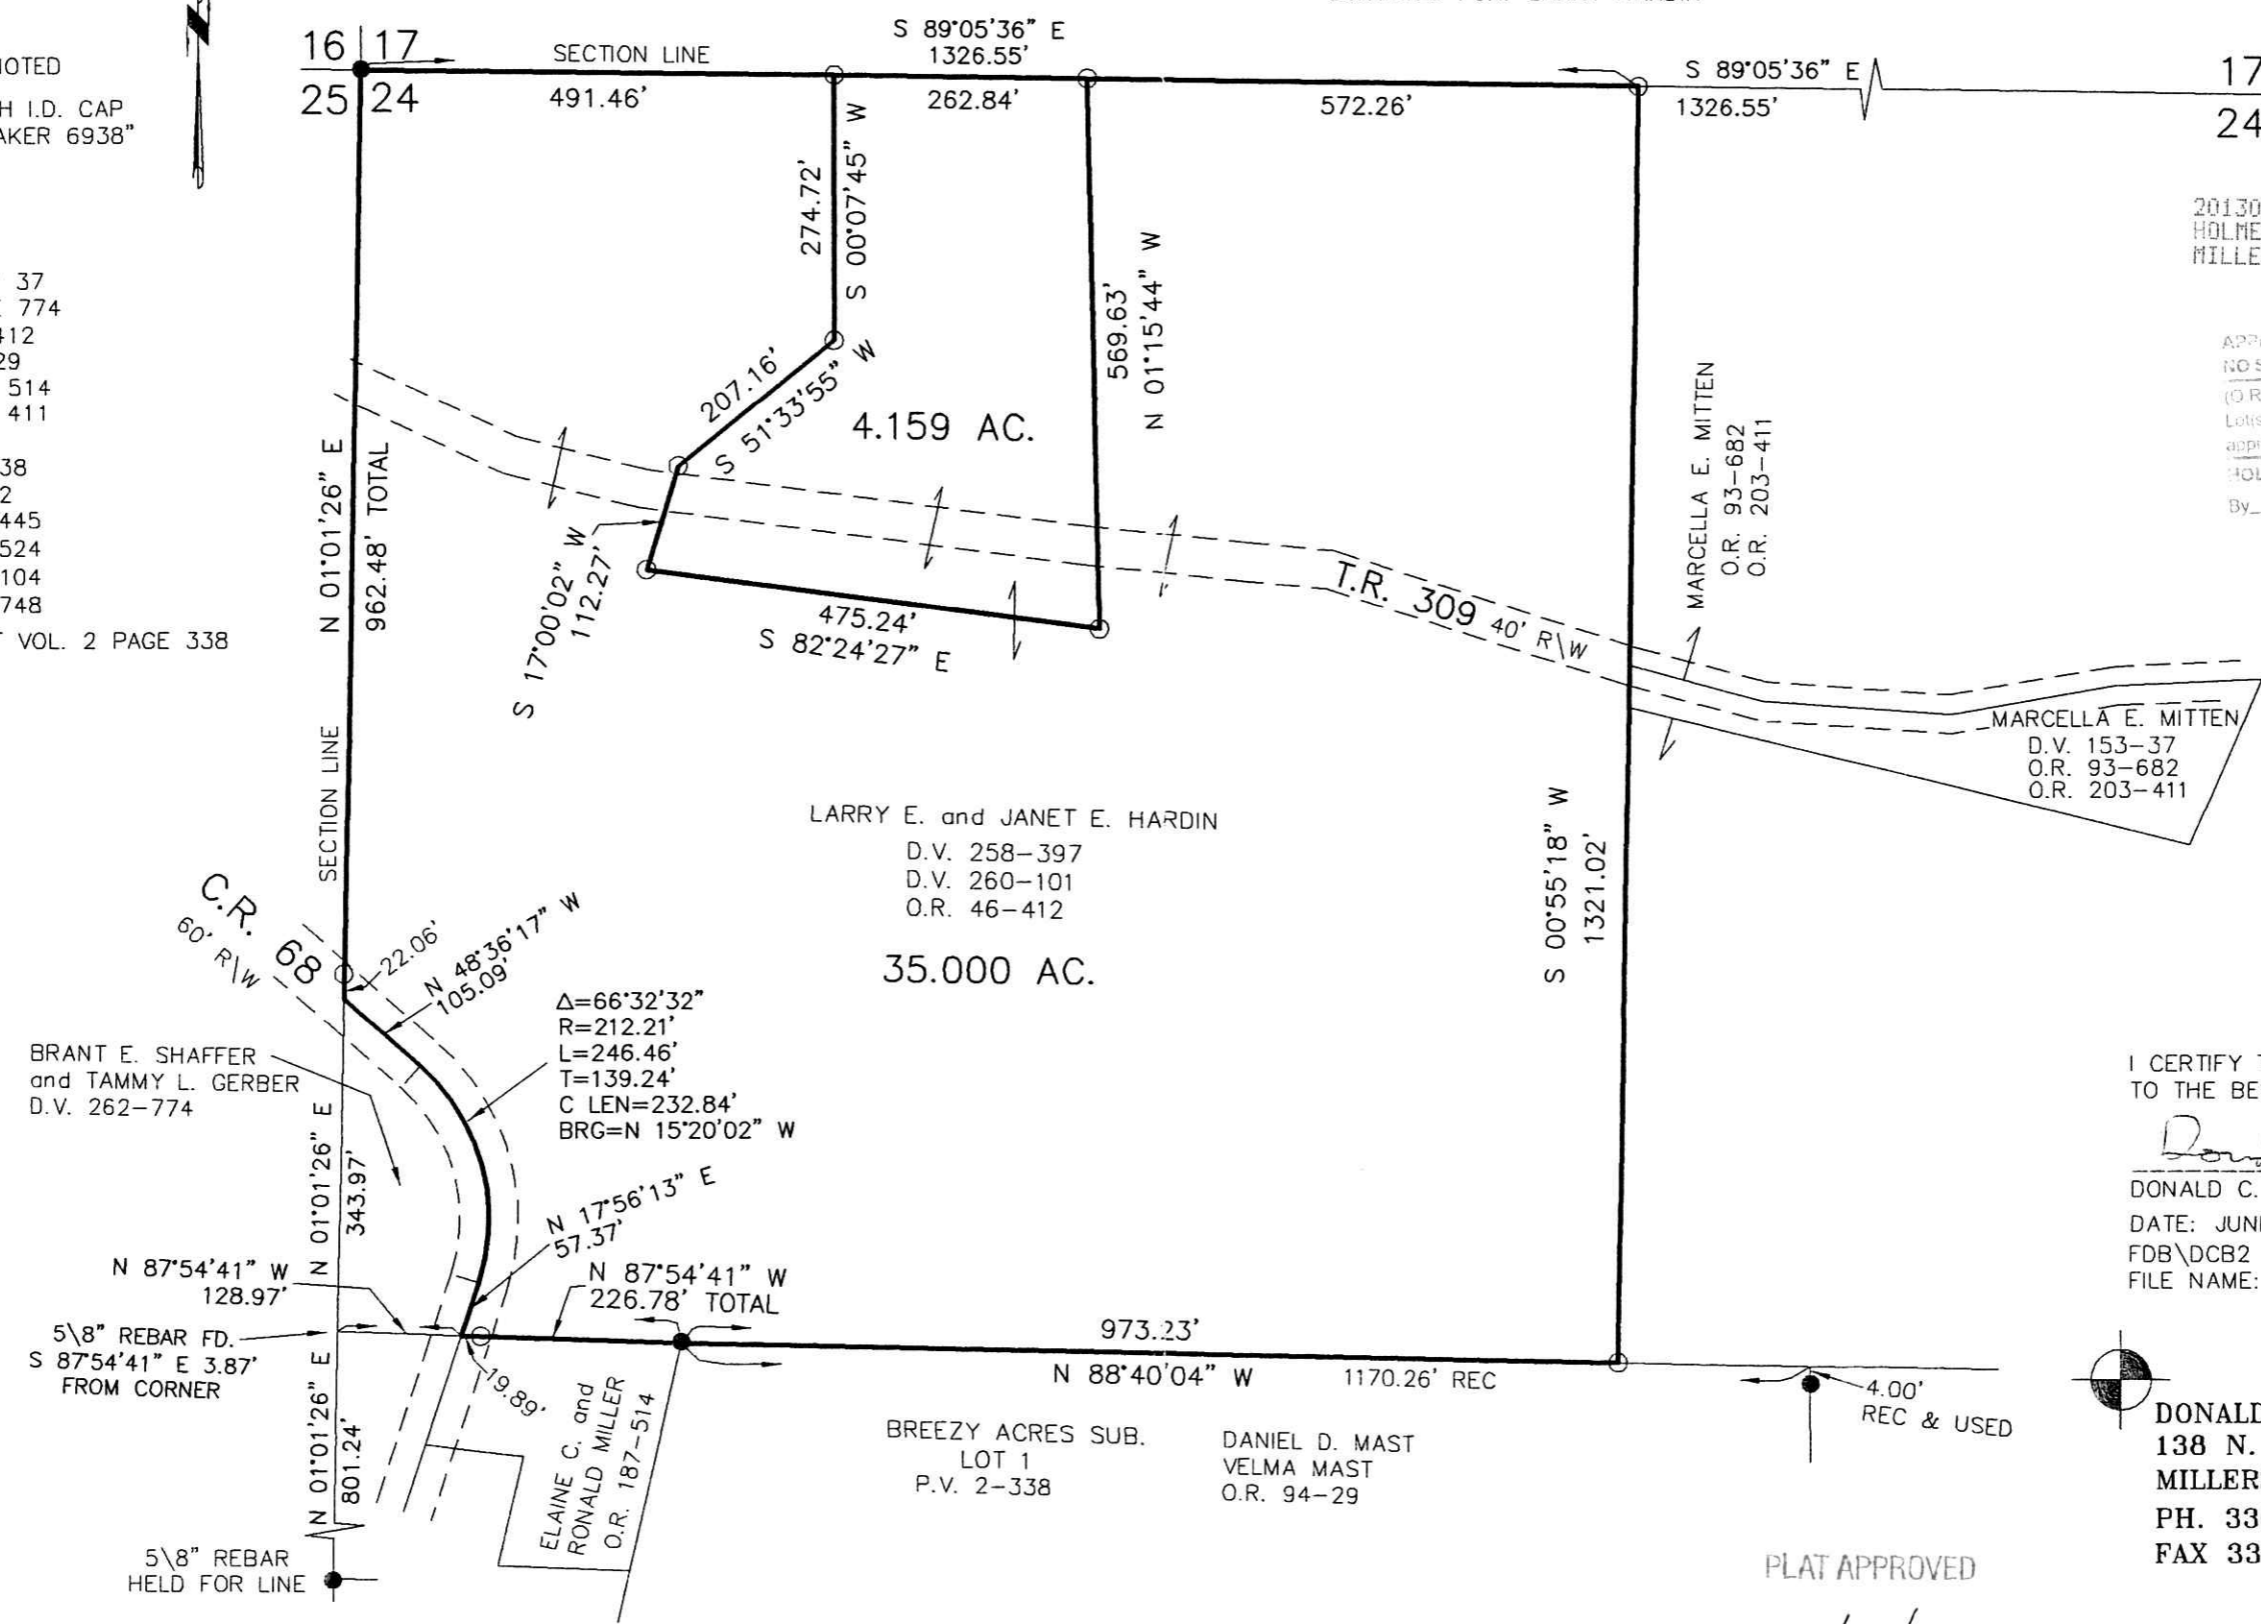 S 89°05'36" E
1326.55'
16 17
SECTION LINE
25 24
491.46'
262.84'
572.26'
S 89°05'36" E
1326.55'
17
24
OTED
H I.D. CAP
AKER 6938"
37
774
412
29
514
411
38
2
445
524
104
748
VOL. 2 PAGE 338
274.72'
S 00°07'45" W
207.16'
S 51°33'55" W
4.159 AC.
569.63'
N 01°15'44" W
20130
HOLME
MILLE
NO
By
N 01°01'26" E
962.48' TOTAL
S 17°00'02" W
112.27'
475.24'
S 82°24'27" E
T.R. 309 40' R\W
MARCELLA E. MITTEN
O.R. 93-682
O.R. 203-411
MARCELLA E. MITTEN
D.V. 153-37
O.R. 93-682
O.R. 203-411
SECTION LINE
LARRY E. and JANET E. HARDIN
D.V. 258-397
D.V. 260-101
O.R. 46-412
35.000 AC.
S 00°55'18" W
1321.02'
C.R. 68
60' R\W
22.06'
N 48°36'17" W
105.09'
Δ=66°32'32"
R=212.21'
L=246.46'
T=139.24'
C LEN=232.84'
BRG=N 15°20'02" W
BRANT E. SHAFFER
and TAMMY L. GERBER
D.V. 262-774
N 01°01'26" E
343.97'
N 17°56'13" E
57.37'
N 87°54'41" W
128.97'
N 87°54'41" W
226.78' TOTAL
5\8" REBAR FD.
S 87°54'41" E 3.87'
FROM CORNER
19.89'
973.23'
N 88°40'04" W
1170.26' REC
4.00'
REC & USED
N 01°01'26" E
801.24'
ELAINE C. and
RONALD MILLER
O.R. 187-514
BREEZY ACRES SUB.
LOT 1
P.V. 2-338
DANIEL D. MAST
VELMA MAST
O.R. 94-29
5\8" REBAR
HELD FOR LINE
I CERTIFY
TO THE BE
DONALD C.
DATE: JUN
FDB\DCB2
FILE NAME:
DONALD
138 N.
MILLER
PH. 33
FAX 33
PLAT APPROVED